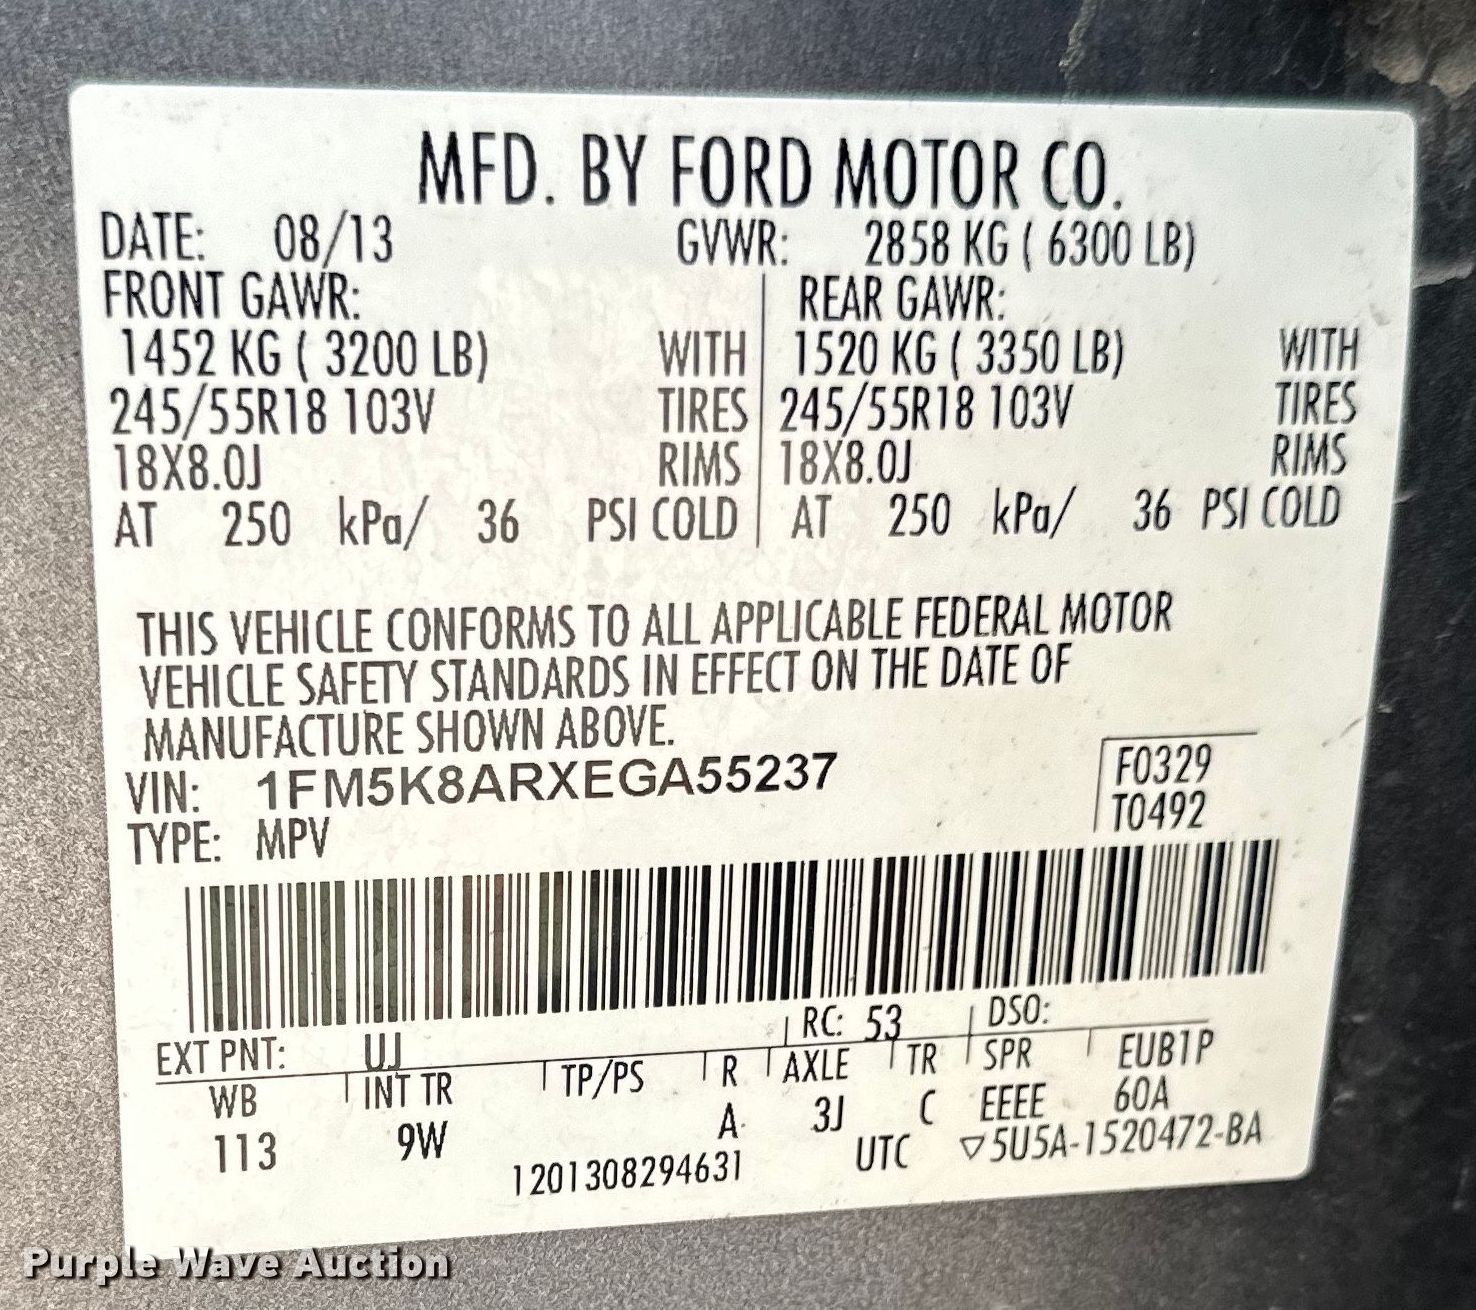 MFD. BY FORD MOTOR CO.
DATE: 08/13 GVWR: 2858 KG ( 6300 LB)
FRONT GAWR: REAR GAWR:
1452 KG ( 3200 LB) WITH 1520 KG ( 3350 LB) WITH
245/55R18 103V TIRES 245/55R18 103V TIRES
18X8.0J RIMS 18X8.0J RIMS
AT 250 kPa/ 36 PSI COLD AT 250 kPa/ 36 PSI COLD
THIS VEHICLE CONFORMS TO ALL APPLICABLE FEDERAL MOTOR
VEHICLE SAFETY STANDARDS IN EFFECT ON THE DATE OF
MANUFACTURE SHOWN ABOVE.
VIN: 1FM5K8ARXEGA55237 F0329
TYPE: MPV T0492
EXT PNT: UJ RC: 53 DSO:
WB INT TR TP/PS R AXLE TR SPR EUB1P
113 9W A 3J C EEEE 60A
1201308294631 UTC ▽5U5A-1520472-BA
Purple Wave Auction